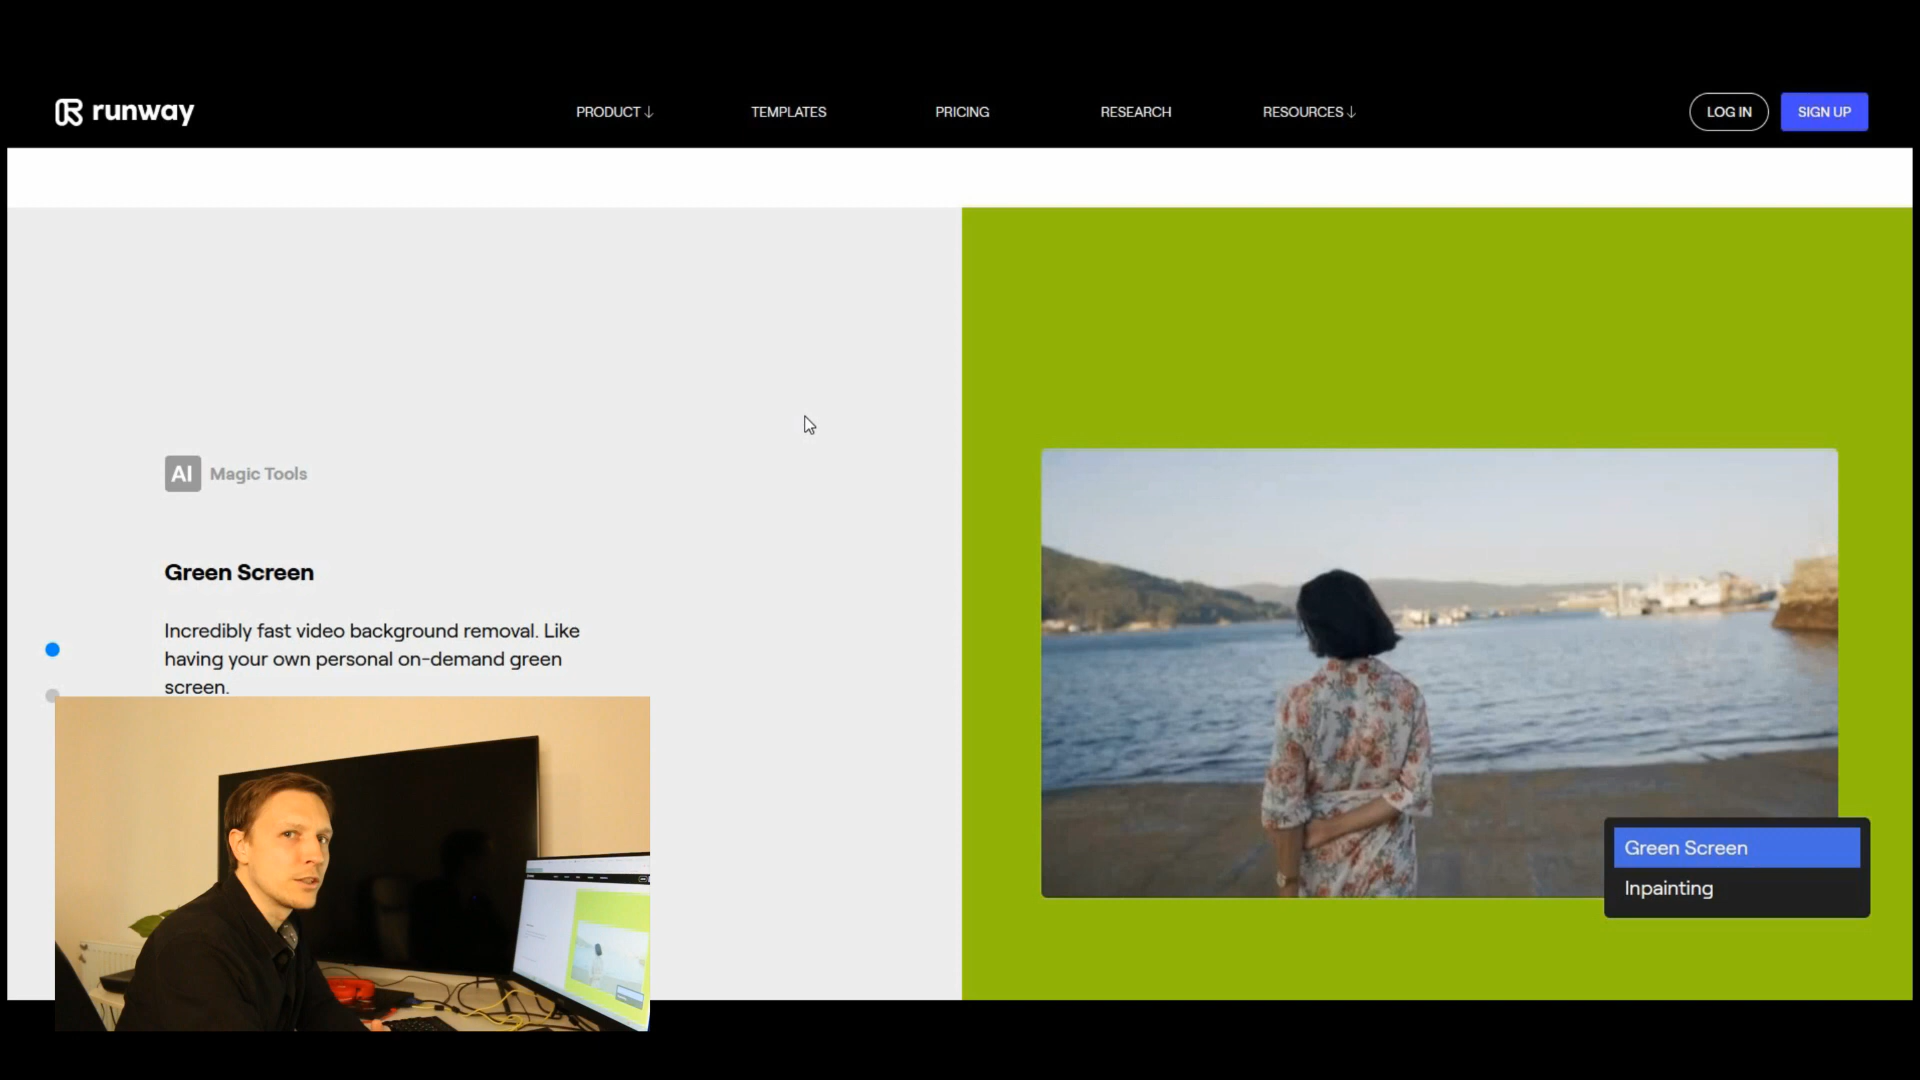 runway
PRODUCT↓
TEMPLATES
PRICING
RESEARCH
RESOURCES↓
LOG IN
SIGN UP
AI Magic Tools
Green Screen
Incredibly fast video background removal. Like
having your own personal on-demand green
screen.
Green Screen
Inpainting